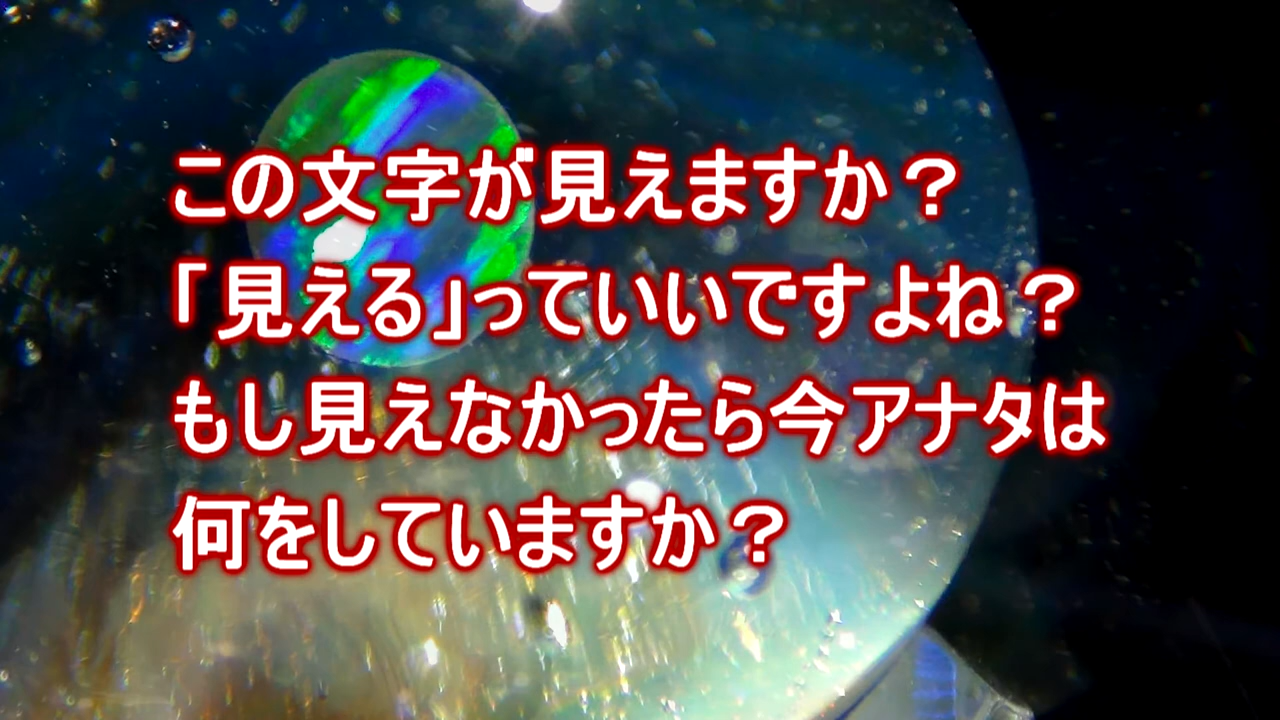 この文字が見えますか？
「見える」っていいですよね？
もし見えなかったら今アナタは
何をしていますか？